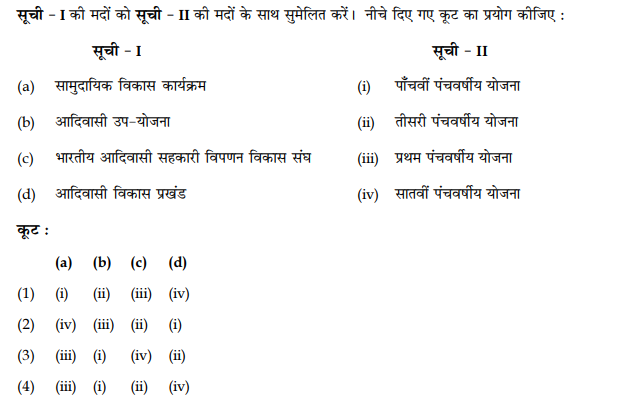 सूची - I की मदों को सूची - II की मदों के साथ सुमेलित करें। नीचे दिए गए कूट का प्रयोग कीजिए :
सूची - I सूची - II
(a) सामुदायिक विकास कार्यक्रम (i) पाँचवीं पंचवर्षीय योजना
(b) आदिवासी उप-योजना (ii) तीसरी पंचवर्षीय योजना
(c) भारतीय आदिवासी सहकारी विपणन विकास संघ (iii) प्रथम पंचवर्षीय योजना
(d) आदिवासी विकास प्रखंड (iv) सातवीं पंचवर्षीय योजना
कूट :
(a) (b) (c) (d)
(1) (i) (ii) (iii) (iv)
(2) (iv) (iii) (ii) (i)
(3) (iii) (i) (iv) (ii)
(4) (iii) (i) (ii) (iv)